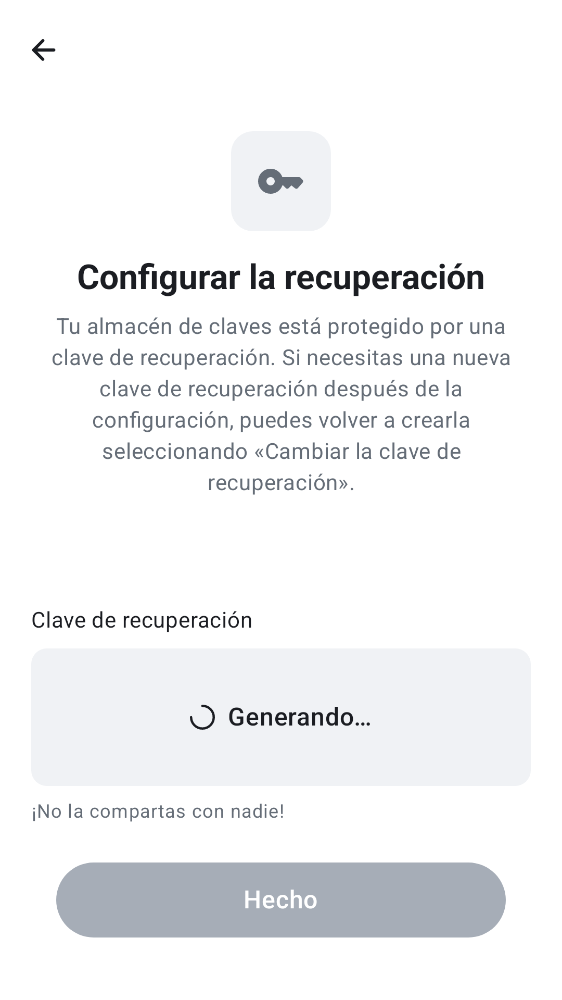 Configurar la recuperación
Tu almacén de claves está protegido por una
clave de recuperación. Si necesitas una nueva
clave de recuperación después de la
configuración, puedes volver a crearla
seleccionando «Cambiar la clave de
recuperación».
Clave de recuperación
Generando…
¡No la compartas con nadie!
Hecho